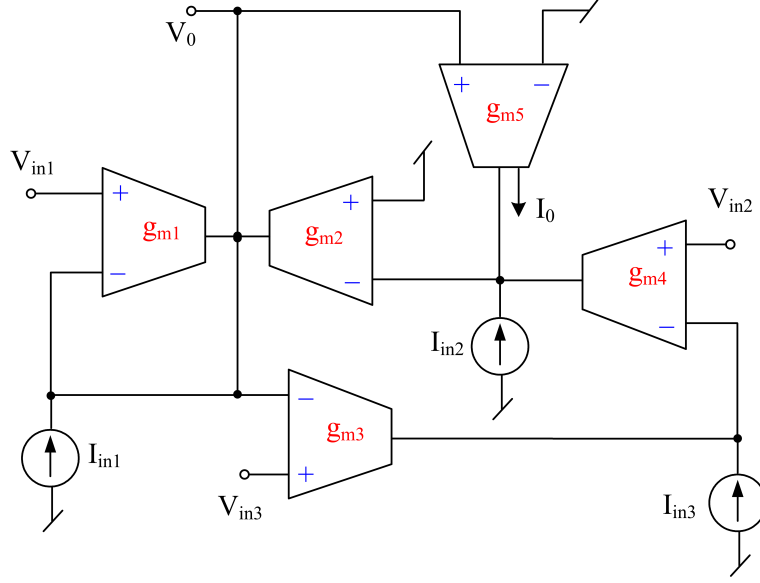 V0
+ −
gm5
Vin1
+
−
gm1
gm2
+
−
I0
Vin2
+
−
gm4
Iin2
−
+
gm3
Iin1
Vin3
Iin3